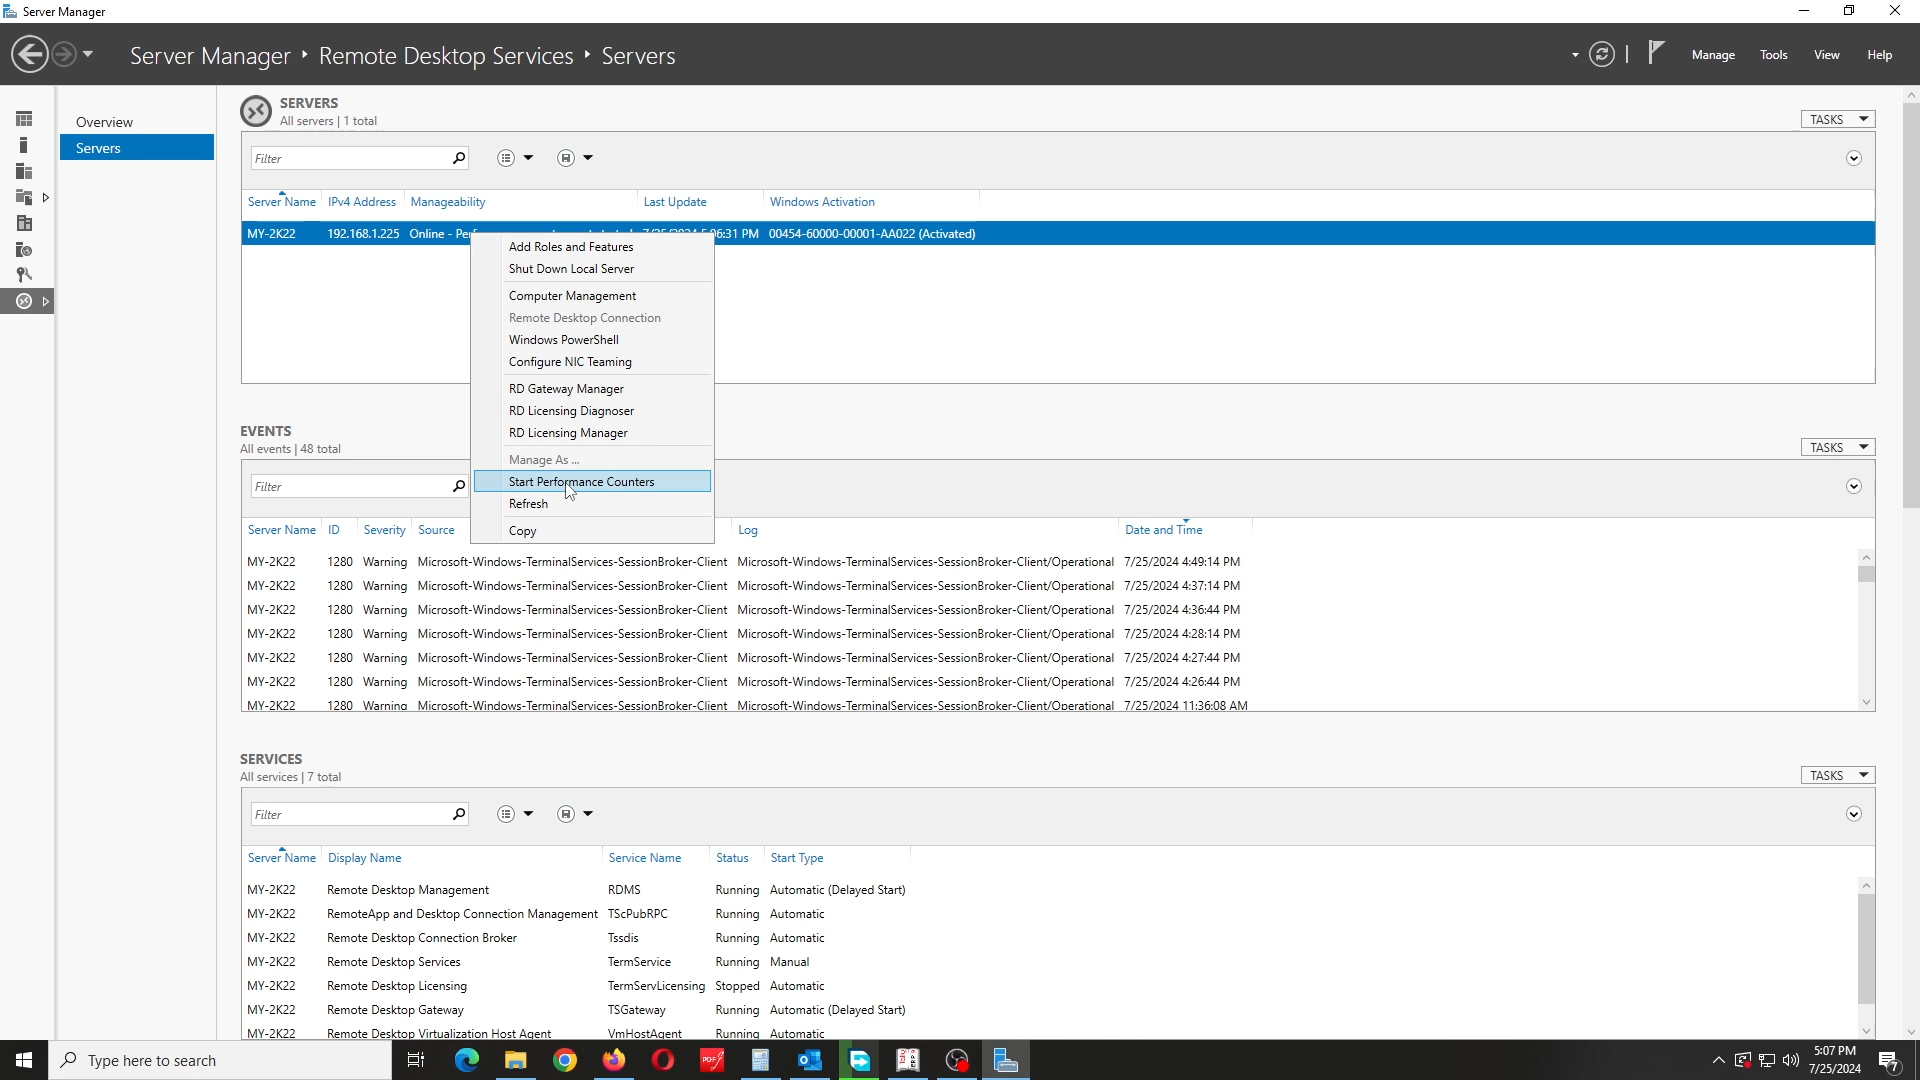 Server Manager
Server Manager ‣ Remote Desktop Services ‣ Servers
Manage Tools View Help
Overview
Servers
SERVERS
All servers | 1 total
TASKS
Filter
Server Name IPv4 Address Manageability Last Update Windows Activation
MY-2K22 192.168.1.225 Online - 06:31 PM 00454-60000-00001-AA022 (Activated)
Add Roles and Features
Shut Down Local Server
Computer Management
Remote Desktop Connection
Windows PowerShell
Configure NIC Teaming
RD Gateway Manager
RD Licensing Diagnoser
RD Licensing Manager
Manage As ...
Start Performance Counters
Refresh
Copy
EVENTS
All events | 48 total
TASKS
Filter
Server Name ID Severity Source Log Date and Time
MY-2K22 1280 Warning Microsoft-Windows-TerminalServices-SessionBroker-Client Microsoft-Windows-TerminalServices-SessionBroker-Client/Operational 7/25/2024 4:49:14 PM
MY-2K22 1280 Warning Microsoft-Windows-TerminalServices-SessionBroker-Client Microsoft-Windows-TerminalServices-SessionBroker-Client/Operational 7/25/2024 4:37:14 PM
MY-2K22 1280 Warning Microsoft-Windows-TerminalServices-SessionBroker-Client Microsoft-Windows-TerminalServices-SessionBroker-Client/Operational 7/25/2024 4:36:44 PM
MY-2K22 1280 Warning Microsoft-Windows-TerminalServices-SessionBroker-Client Microsoft-Windows-TerminalServices-SessionBroker-Client/Operational 7/25/2024 4:28:14 PM
MY-2K22 1280 Warning Microsoft-Windows-TerminalServices-SessionBroker-Client Microsoft-Windows-TerminalServices-SessionBroker-Client/Operational 7/25/2024 4:27:44 PM
MY-2K22 1280 Warning Microsoft-Windows-TerminalServices-SessionBroker-Client Microsoft-Windows-TerminalServices-SessionBroker-Client/Operational 7/25/2024 4:26:44 PM
MY-2K22 1280 Warning Microsoft-Windows-TerminalServices-SessionBroker-Client Microsoft-Windows-TerminalServices-SessionBroker-Client/Operational 7/25/2024 11:36:08 AM
SERVICES
All services | 7 total
TASKS
Filter
Server Name Display Name Service Name Status Start Type
MY-2K22 Remote Desktop Management RDMS Running Automatic (Delayed Start)
MY-2K22 RemoteApp and Desktop Connection Management TScPubRPC Running Automatic
MY-2K22 Remote Desktop Connection Broker Tssdis Running Automatic
MY-2K22 Remote Desktop Services TermService Running Manual
MY-2K22 Remote Desktop Licensing TermServLicensing Stopped Automatic
MY-2K22 Remote Desktop Gateway TSGateway Running Automatic (Delayed Start)
MY-2K22 Remote Desktop Virtualization Host Agent VmHostAgent Running Automatic
Type here to search
PDF
5:07 PM
7/25/2024
7